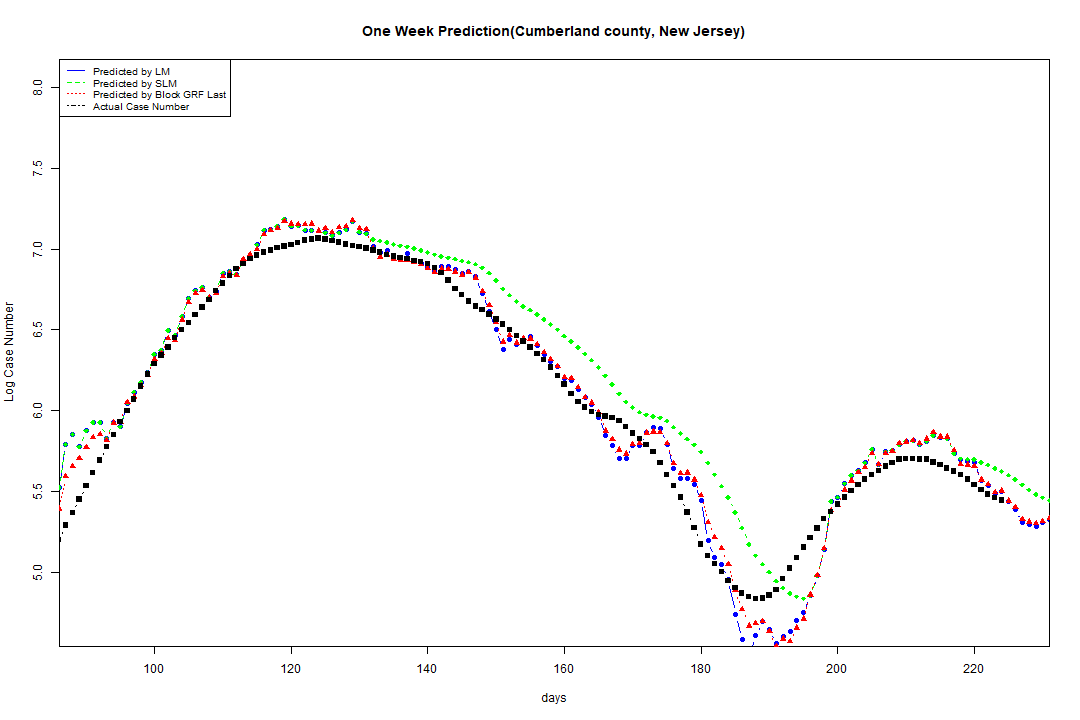 One Week Prediction(Cumberland county, New Jersey)
Predicted by LM
Predicted by SLM
Predicted by Block GRF Last
Actual Case Number
8.0
7.5
7.0
6.5
6.0
5.5
5.0
Log Case Number
100 120 140 160 180 200 220
days